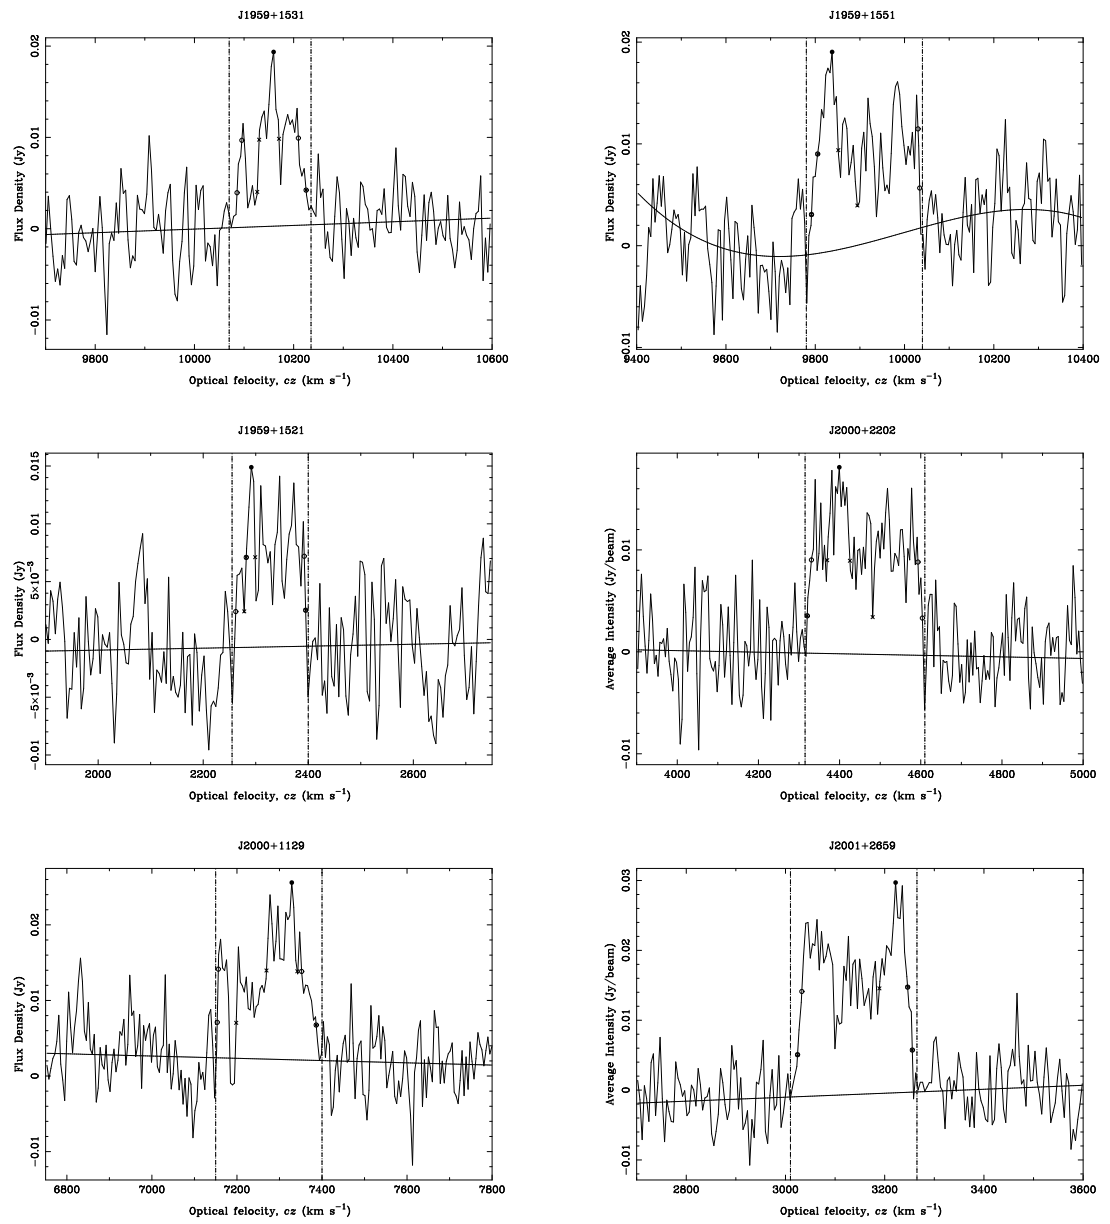 J1959+1531
0.02
0.01
0
−0.01
Flux Density (Jy)
9800 10000 10200 10400 10600
Optical felocity, cz (km s⁻¹)
J1959+1551
0.02
0.01
0
0.01
Flux Density (Jy)
9400 9600 9800 10000 10200 10400
Optical felocity, cz (km s⁻¹)
J1959+1521
0.015
0.01
5×10⁻³
0
−5×10⁻³
−0.01
Flux Density (Jy)
2000 2200 2400 2600
Optical felocity, cz (km s⁻¹)
J2000+2202
0.01
0
−0.01
Average Intensity (Jy/beam)
4000 4200 4400 4600 4800 5000
Optical felocity, cz (km s⁻¹)
J2000+1129
0.02
0.01
0
−0.01
Flux Density (Jy)
6800 7000 7200 7400 7600 7800
Optical felocity, cz (km s⁻¹)
J2001+2659
0.03
0.02
0.01
0
−0.01
Average Intensity (Jy/beam)
2800 3000 3200 3400 3600
Optical felocity, cz (km s⁻¹)